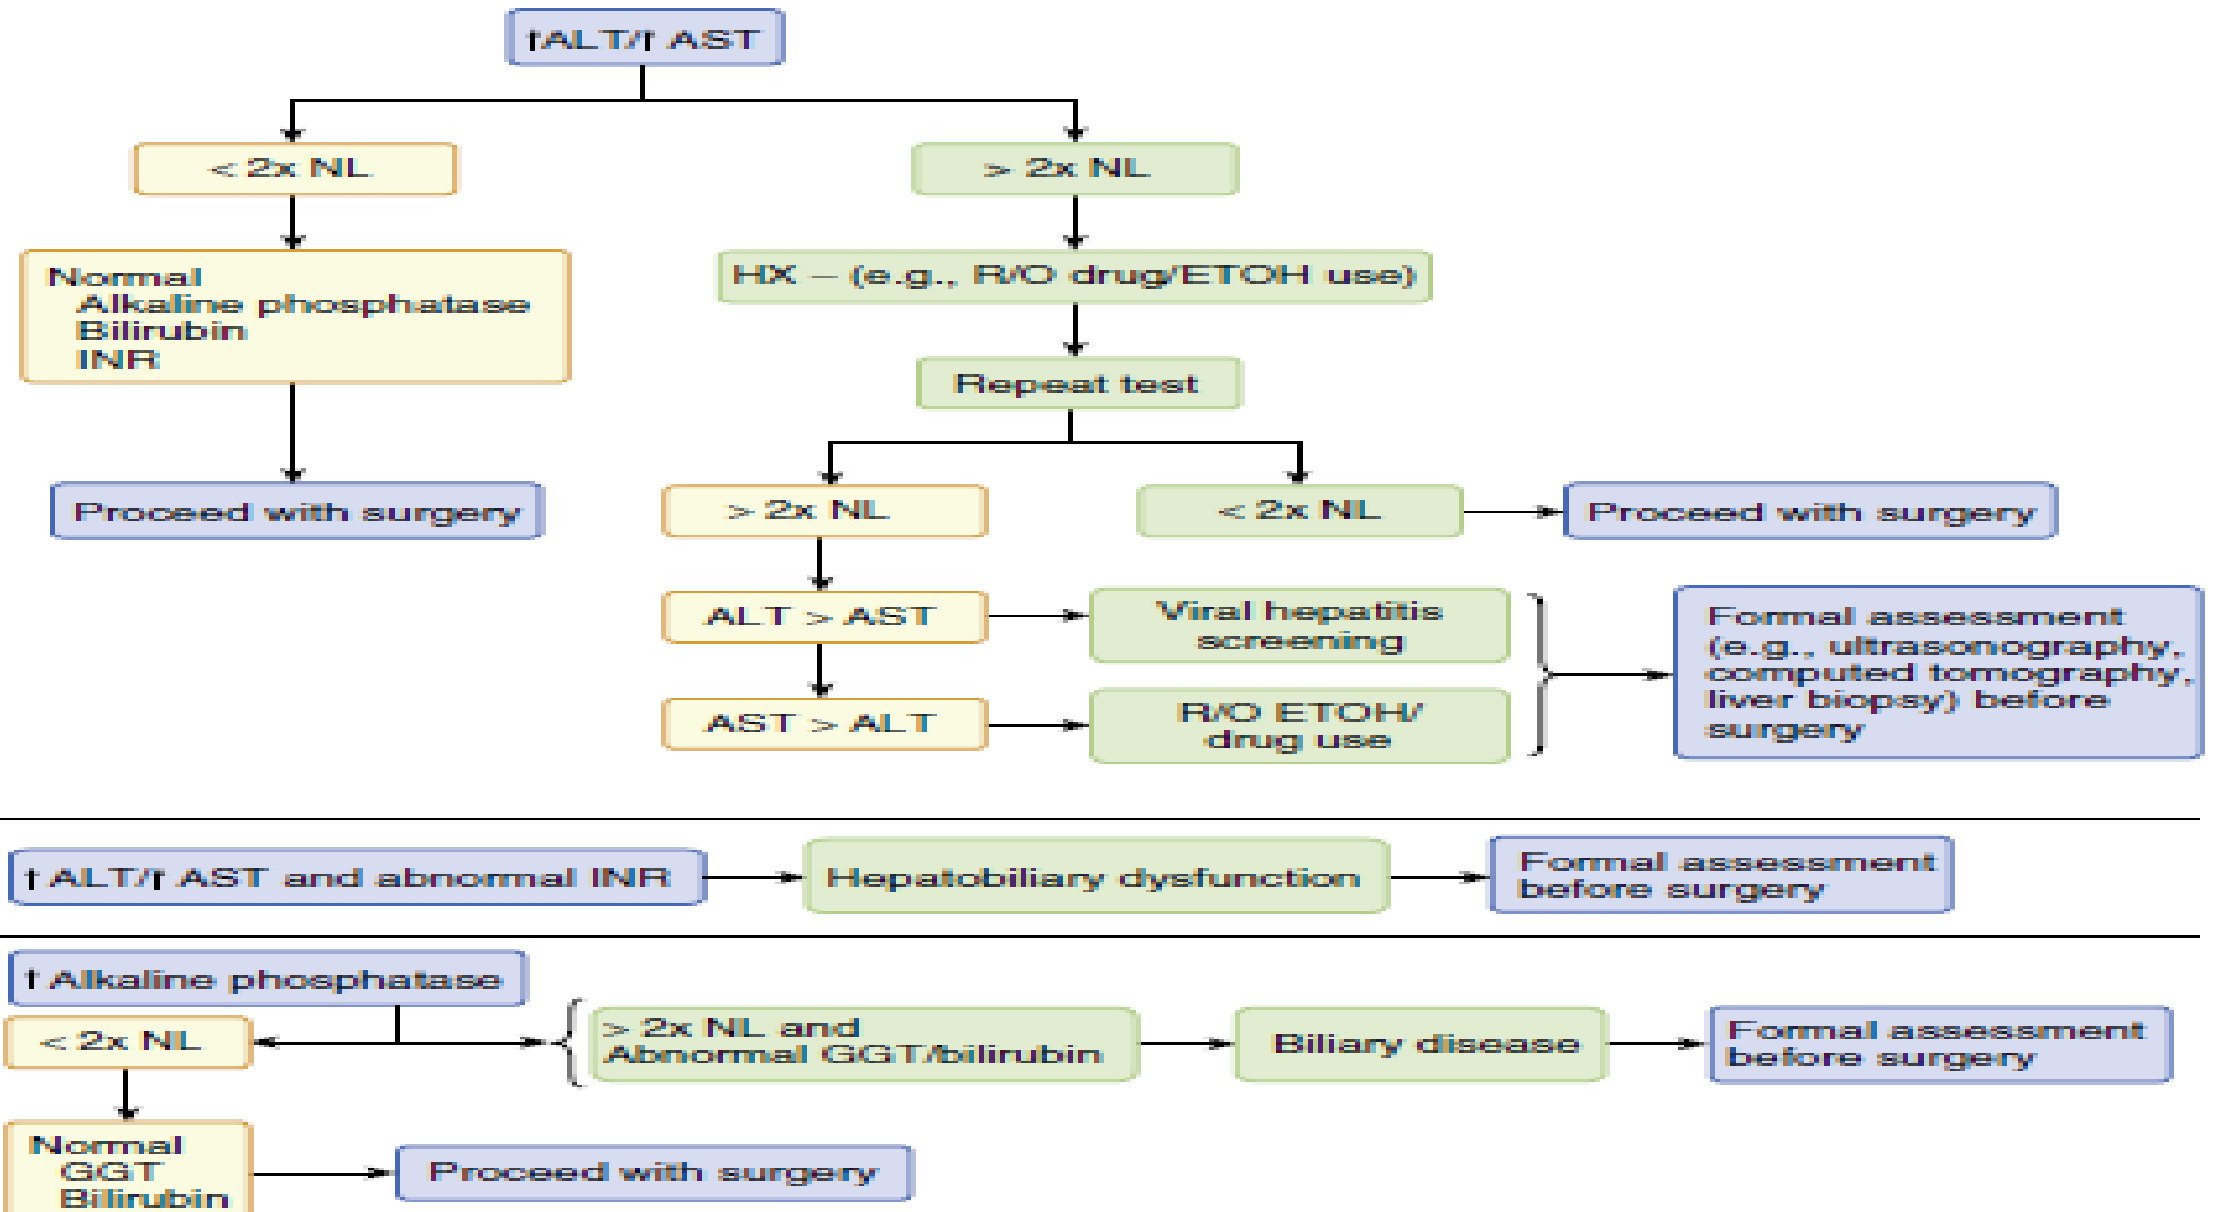 ↑ALT/↑ AST
< 2x NL
> 2x NL
Normal
Alkaline phosphatase
Bilirubin
INR
HX – (e.g., R/O drug/ETOH use)
Repeat test
Proceed with surgery
> 2x NL
< 2x NL
Proceed with surgery
ALT > AST
Viral hepatitis
screening
AST > ALT
R/O ETOH/
drug use
Formal assessment
(e.g., ultrasonography,
computed tomography,
liver biopsy) before
surgery
↑ ALT/↑ AST and abnormal INR
Hepatobiliary dysfunction
Formal assessment
before surgery
↑ Alkaline phosphatase
< 2x NL
> 2x NL and
Abnormal GGT/bilirubin
Biliary disease
Formal assessment
before surgery
Normal
GGT
Bilirubin
Proceed with surgery